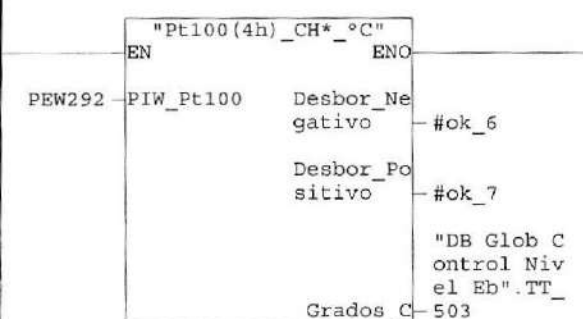 "Pt100(4h)_CH*_°C"
EN ENO
PEW292 PIW_Pt100 Desbor_Ne
gativo #ok_6
Desbor_Po
sitivo #ok_7
"DB Glob C
ontrol Niv
el Eb".TT_
Grados C 503